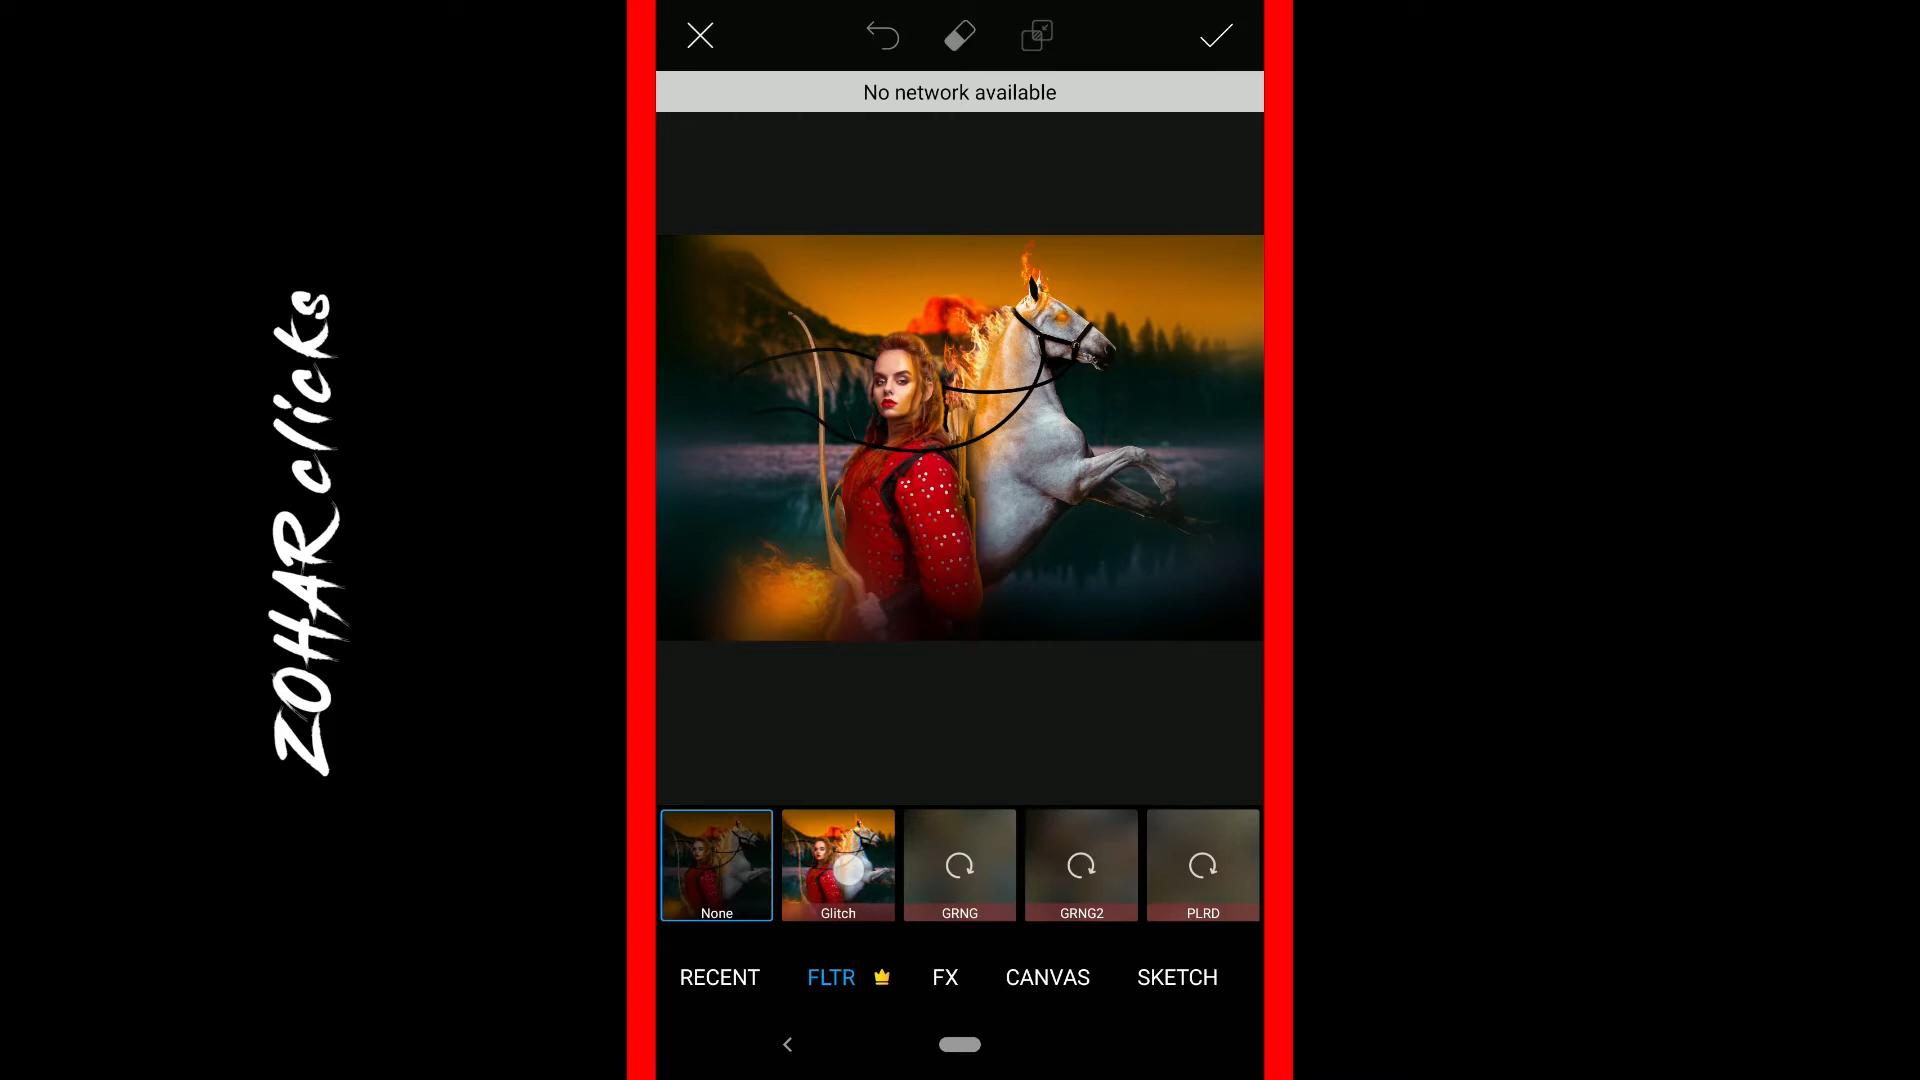 ZOHAR clicks
No network available
None
Glitch
GRNG
GRNG2
PLRD
RECENT
FLTR
FX
CANVAS
SKETCH